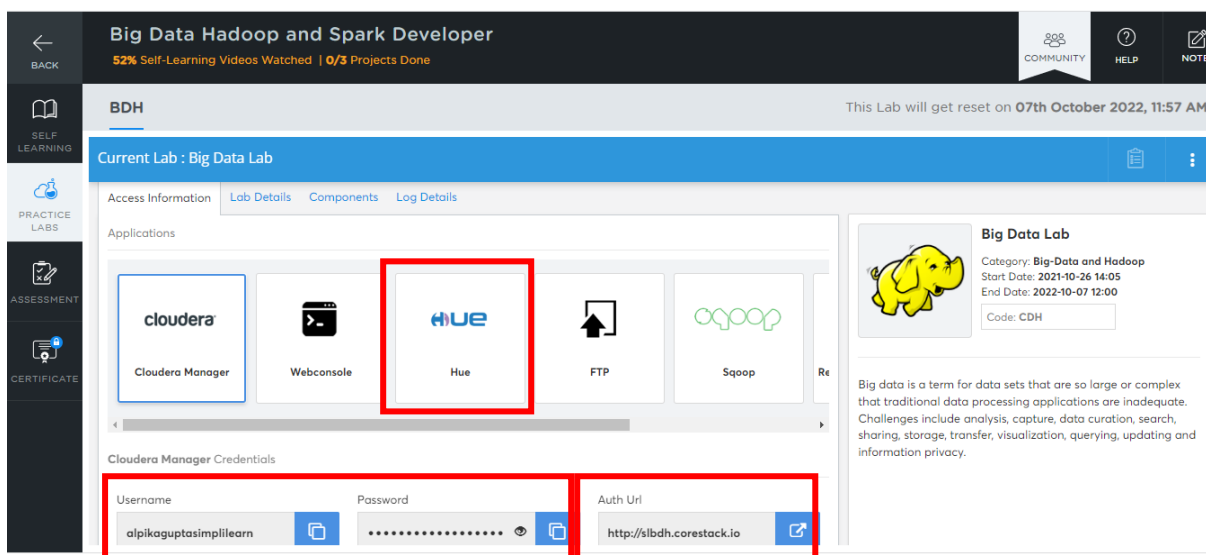 Big Data Hadoop and Spark Developer
52% Self-Learning Videos Watched | 0/3 Projects Done
BACK
COMMUNITY
HELP
NOTE
BDH
This Lab will get reset on 07th October 2022, 11:57 AM
SELF
LEARNING
PRACTICE
LABS
ASSESSMENT
CERTIFICATE
Current Lab : Big Data Lab
Access Information Lab Details Components Log Details
Applications
cloudera
HUE
sqoop
Cloudera Manager Webconsole Hue FTP Sqoop Re
Cloudera Manager Credentials
Username Password Auth Url
alpikaguptasimplilearn •••••••••••••••••• http://slbdh.corestack.io
Big Data Lab
Category: Big-Data and Hadoop
Start Date: 2021-10-26 14:05
End Date: 2022-10-07 12:00
Code: CDH
Big data is a term for data sets that are so large or complex
that traditional data processing applications are inadequate.
Challenges include analysis, capture, data curation, search,
sharing, storage, transfer, visualization, querying, updating and
information privacy.